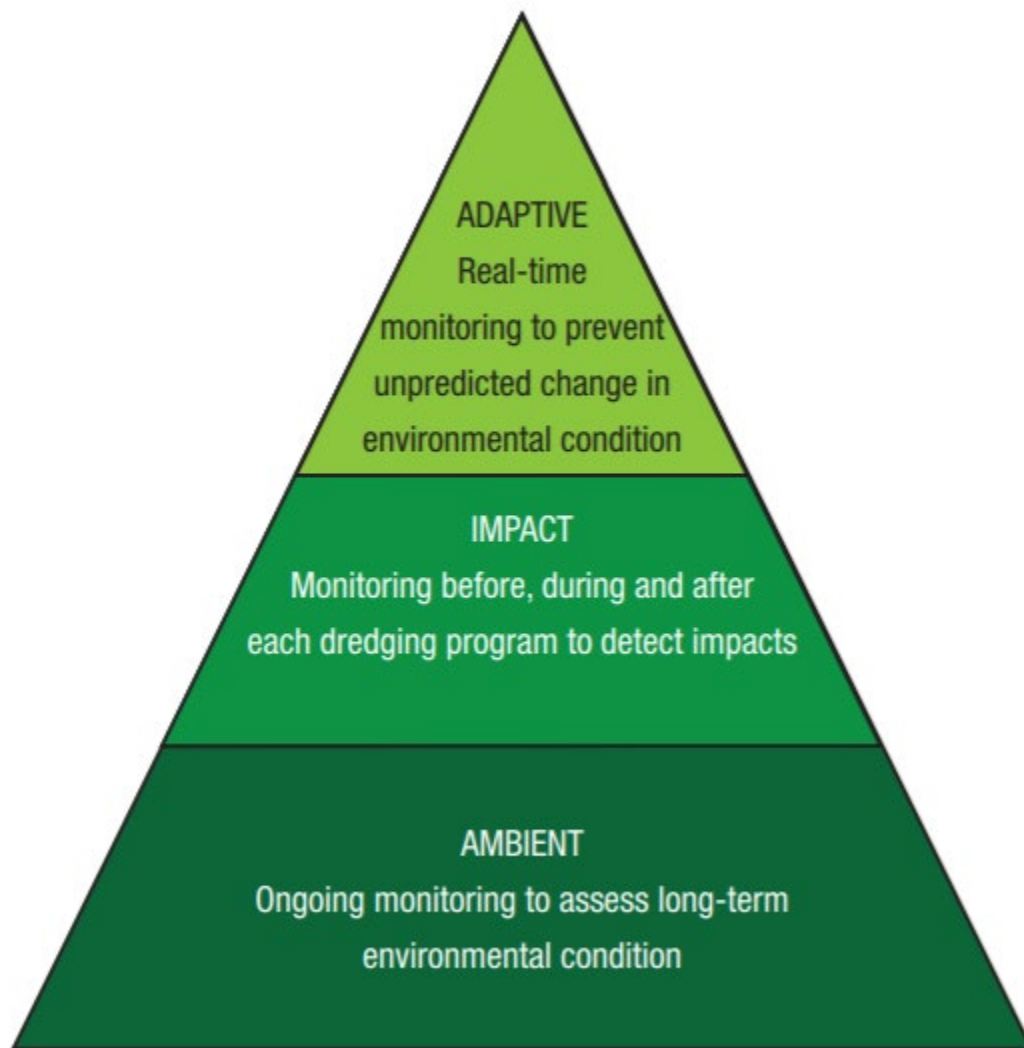 ADAPTIVE
Real-time
monitoring to prevent
unpredicted change in
environmental condition
IMPACT
Monitoring before, during and after
each dredging program to detect impacts
AMBIENT
Ongoing monitoring to assess long-term
environmental condition